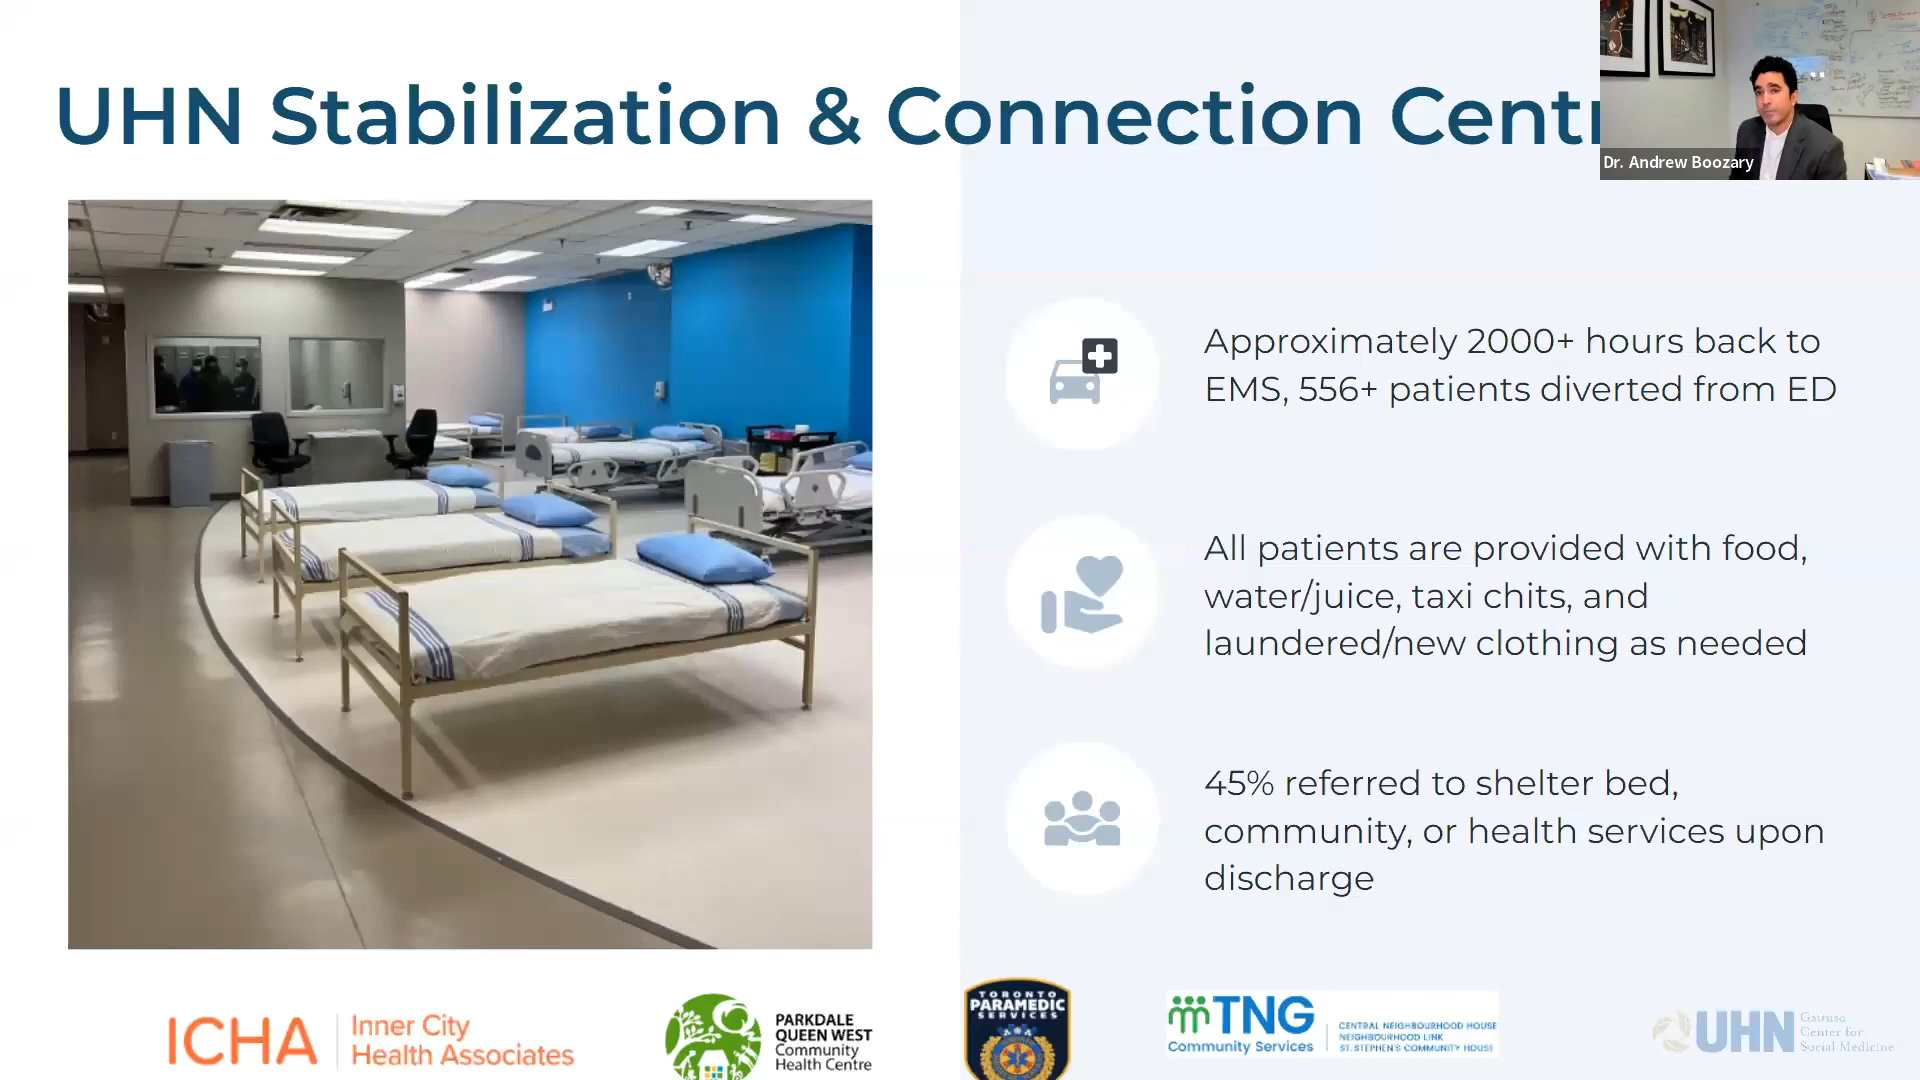 UHN Stabilization & Connection Centr
Dr. Andrew Boozary
Approximately 2000+ hours back to
EMS, 556+ patients diverted from ED
All patients are provided with food,
water/juice, taxi chits, and
laundered/new clothing as needed
45% referred to shelter bed,
community, or health services upon
discharge
ICHA
Inner City
Health Associates
PARKDALE
QUEEN WEST
Community
Health Centre
TORONTO
PARAMEDIC
SERVICES
TNG
Community Services
CENTRAL NEIGHBOURHOOD HOUSE
NEIGHBOURHOOD LINK
ST. STEPHEN'S COMMUNITY HOUSE
UHN
Gattuso
Center for
Social Medicine